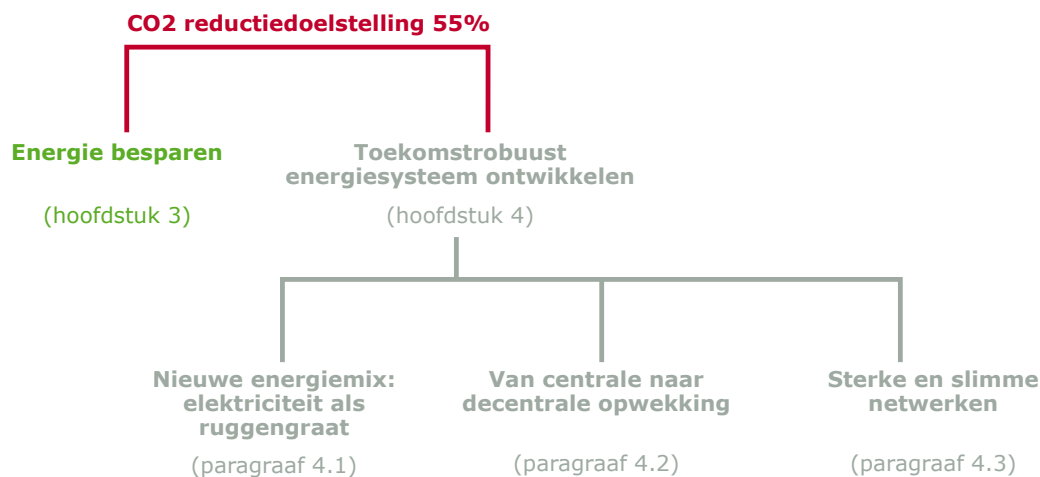 CO2 reductiedoelstelling 55%
Energie besparen
(hoofdstuk 3)
Toekomstrobuust
energiesysteem ontwikkelen
(hoofdstuk 4)
Nieuwe energiemix:
elektriciteit als
ruggengraat
(paragraaf 4.1)
Van centrale naar
decentrale opwekking
(paragraaf 4.2)
Sterke en slimme
netwerken
(paragraaf 4.3)